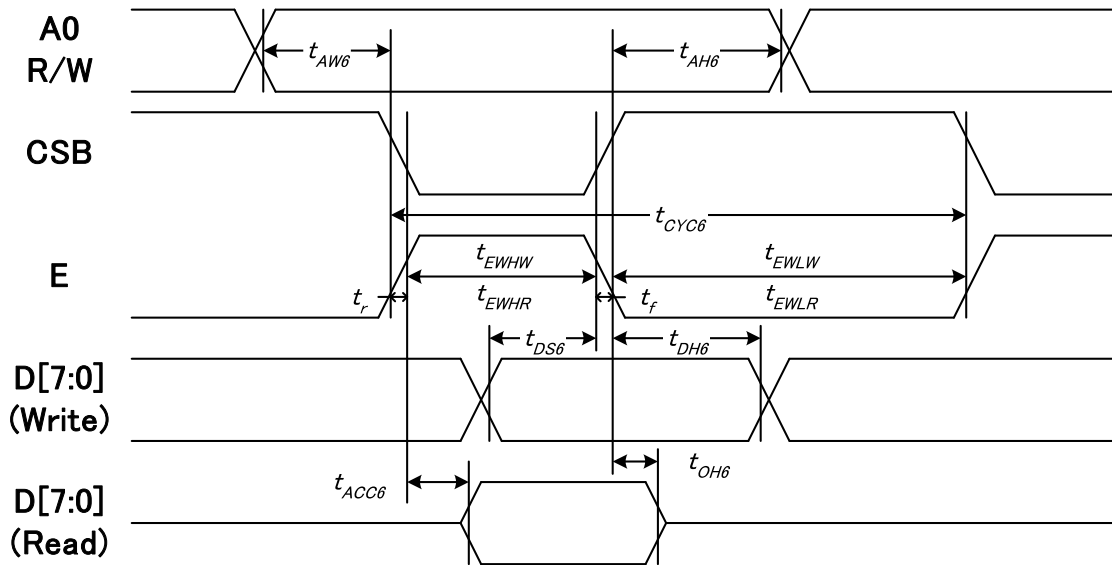 A0
R/W
t_AW6
t_AH6
CSB
t_CYC6
E
t_EWHW
t_EWLW
t_r
t_EWHR
t_f
t_EWLR
t_DS6
t_DH6
D[7:0]
(Write)
t_ACC6
t_OH6
D[7:0]
(Read)